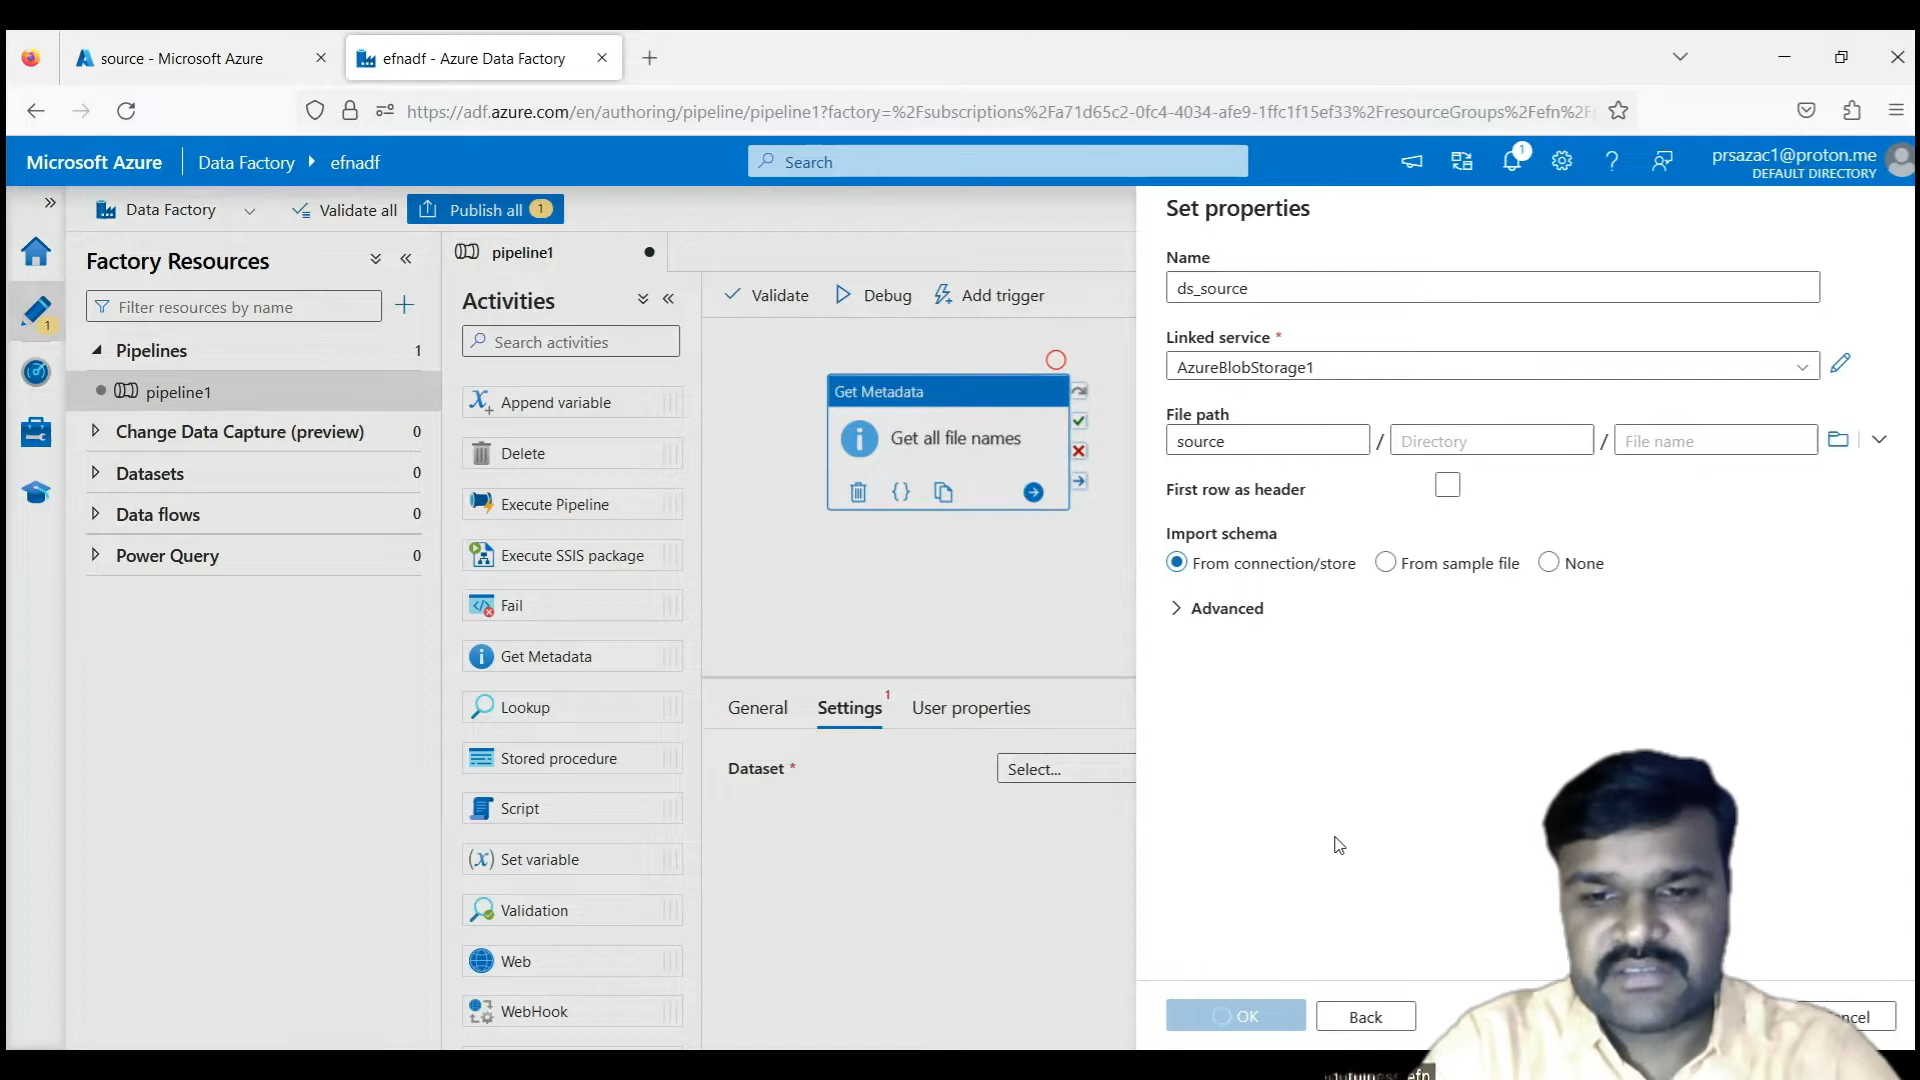 source - Microsoft Azure
efnadf - Azure Data Factory
https://adf.azure.com/en/authoring/pipeline/pipeline1?factory=%2Fsubscriptions%2Fa71d65c2-0fc4-4034-afe9-1ffc1f15ef33%2FresourceGroups%2Fefn%2F
Microsoft Azure
Data Factory
efnadf
Search
1
prsazac1@proton.me
DEFAULT DIRECTORY
Data Factory
Validate all
Publish all 1
1
Factory Resources
Filter resources by name
Pipelines 1
pipeline1
Change Data Capture (preview) 0
Datasets 0
Data flows 0
Power Query 0
pipeline1
Activities
Search activities
Append variable
Delete
Execute Pipeline
Execute SSIS package
Fail
Get Metadata
Lookup
Stored procedure
Script
Set variable
Validation
Web
WebHook
Validate
Debug
Add trigger
Get Metadata
Get all file names
General
Settings 1
User properties
Dataset *
Select...
Set properties
Name
ds_source
Linked service *
AzureBlobStorage1
File path
source / Directory / File name
First row as header
Import schema
From connection/store
From sample file
None
Advanced
OK
Back
ncel